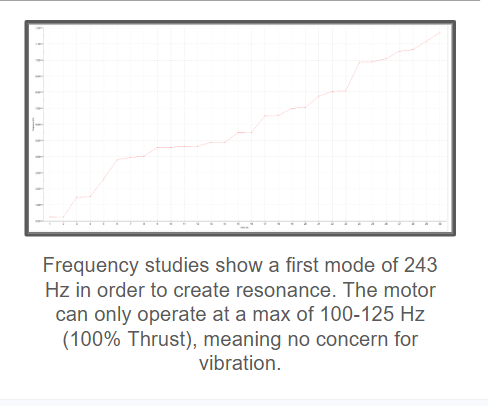 Frequency studies show a first mode of 243
Hz in order to create resonance. The motor
can only operate at a max of 100-125 Hz
(100% Thrust), meaning no concern for
vibration.